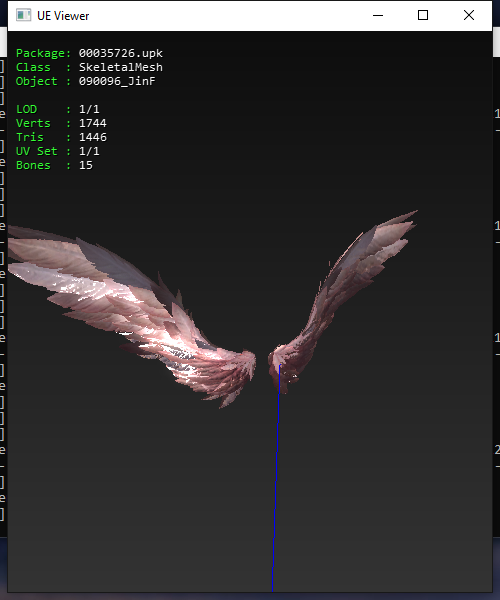 UE Viewer
Package: 00035726.upk
Class : SkeletalMesh
Object : 090096_JinF
LOD : 1/1
Verts : 1744
Tris : 1446
UV Set : 1/1
Bones : 15